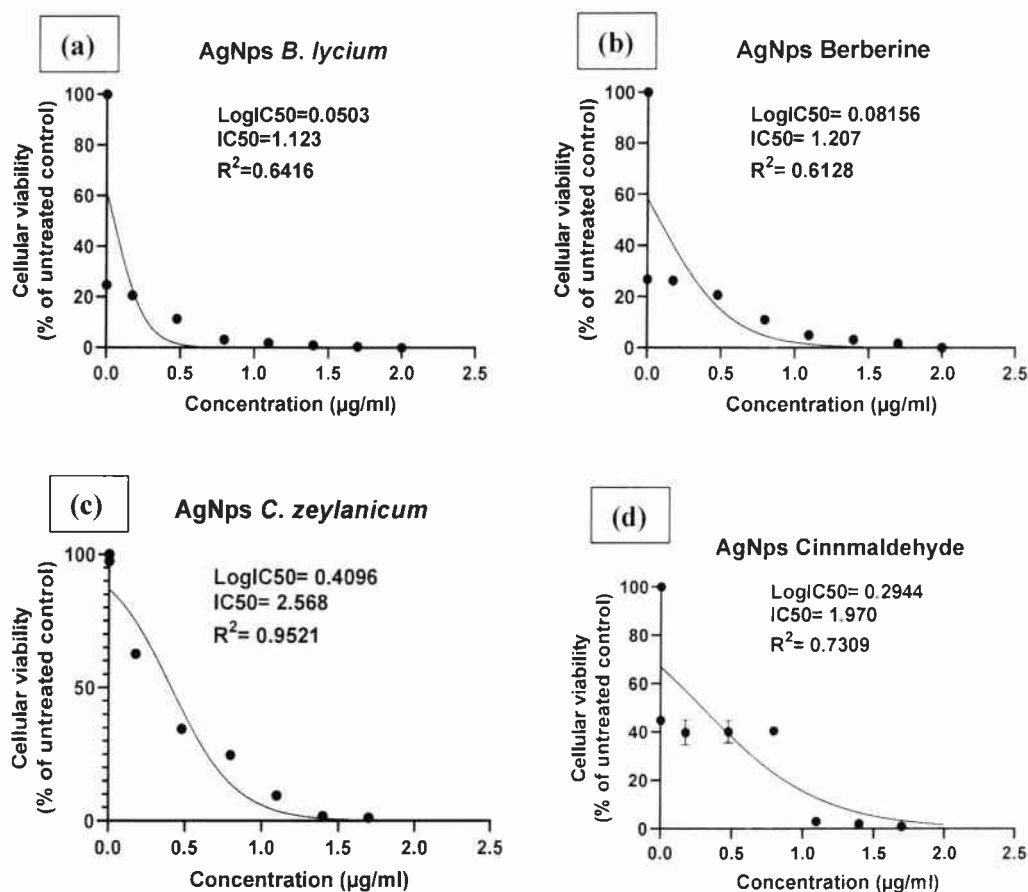 (a)
AgNps B. lycium
LogIC50=0.0503
IC50=1.123
R²=0.6416
Cellular viability
(% of untreated control)
100
80
60
40
20
0
0.0 0.5 1.0 1.5 2.0 2.5
Concentration (µg/ml)
(b)
AgNps Berberine
LogIC50= 0.08156
IC50= 1.207
R²= 0.6128
Cellular viability
(% of untreated control)
100
80
60
40
20
0
0.0 0.5 1.0 1.5 2.0 2.5
Concentration (µg/ml)
(c)
AgNps C. zeylanicum
LogIC50= 0.4096
IC50= 2.568
R²= 0.9521
Cellular viability
(% of untreated control)
100
50
0
0.0 0.5 1.0 1.5 2.0 2.5
Concentration (µg/ml)
(d)
AgNps Cinnmaldehyde
LogIC50= 0.2944
IC50= 1.970
R²= 0.7309
Cellular viability
(% of untreated control)
100
80
60
40
20
0
0.0 0.5 1.0 1.5 2.0 2.5
Concentration (µg/ml)